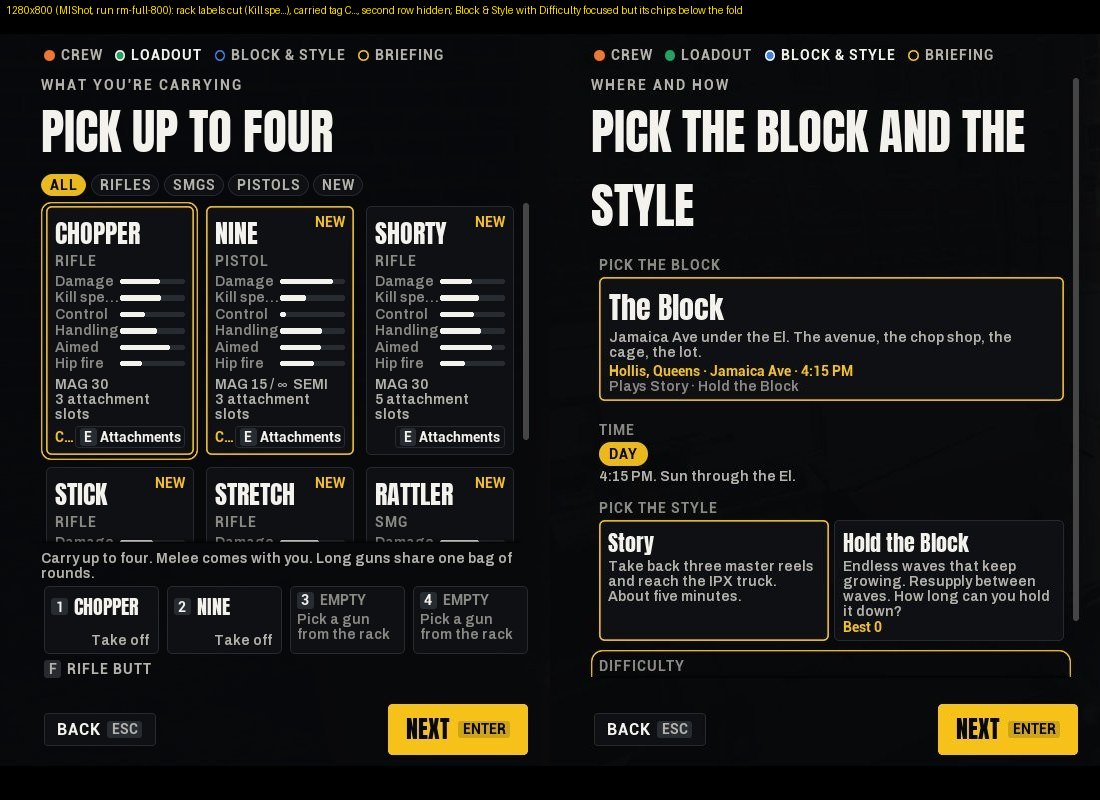 1280x800 (MIShot, run rm-full-800): rack labels cut (Kill spe…), carried tag C…, second row hidden; Block & Style with Difficulty focused but its chips below the fold
CREW LOADOUT BLOCK & STYLE BRIEFING
WHAT YOU'RE CARRYING
PICK UP TO FOUR
ALL RIFLES SMGS PISTOLS NEW
CHOPPER
RIFLE
Damage
Kill spe…
Control
Handling
Aimed
Hip fire
MAG 30
3 attachment
slots
C… E Attachments
NEW
NINE
PISTOL
Damage
Kill spe…
Control
Handling
Aimed
Hip fire
MAG 15 / ∞ SEMI
3 attachment
slots
C… E Attachments
NEW
SHORTY
RIFLE
Damage
Kill spe…
Control
Handling
Aimed
Hip fire
MAG 30
5 attachment
slots
E Attachments
NEW
STICK
RIFLE
Damage
NEW
STRETCH
RIFLE
Damage
NEW
RATTLER
SMG
Damage
Carry up to four. Melee comes with you. Long guns share one bag of
rounds.
1 CHOPPER
Take off
2 NINE
Take off
3 EMPTY
Pick a gun
from the rack
4 EMPTY
Pick a gun
from the rack
F RIFLE BUTT
BACK ESC
NEXT ENTER
CREW LOADOUT BLOCK & STYLE BRIEFING
WHERE AND HOW
PICK THE BLOCK AND THE
STYLE
PICK THE BLOCK
The Block
Jamaica Ave under the El. The avenue, the chop shop, the
cage, the lot.
Hollis, Queens · Jamaica Ave · 4:15 PM
Plays Story · Hold the Block
TIME
DAY
4:15 PM. Sun through the El.
PICK THE STYLE
Story
Take back three master reels
and reach the IPX truck.
About five minutes.
Hold the Block
Endless waves that keep
growing. Resupply between
waves. How long can you hold
it down?
Best 0
DIFFICULTY
BACK ESC
NEXT ENTER